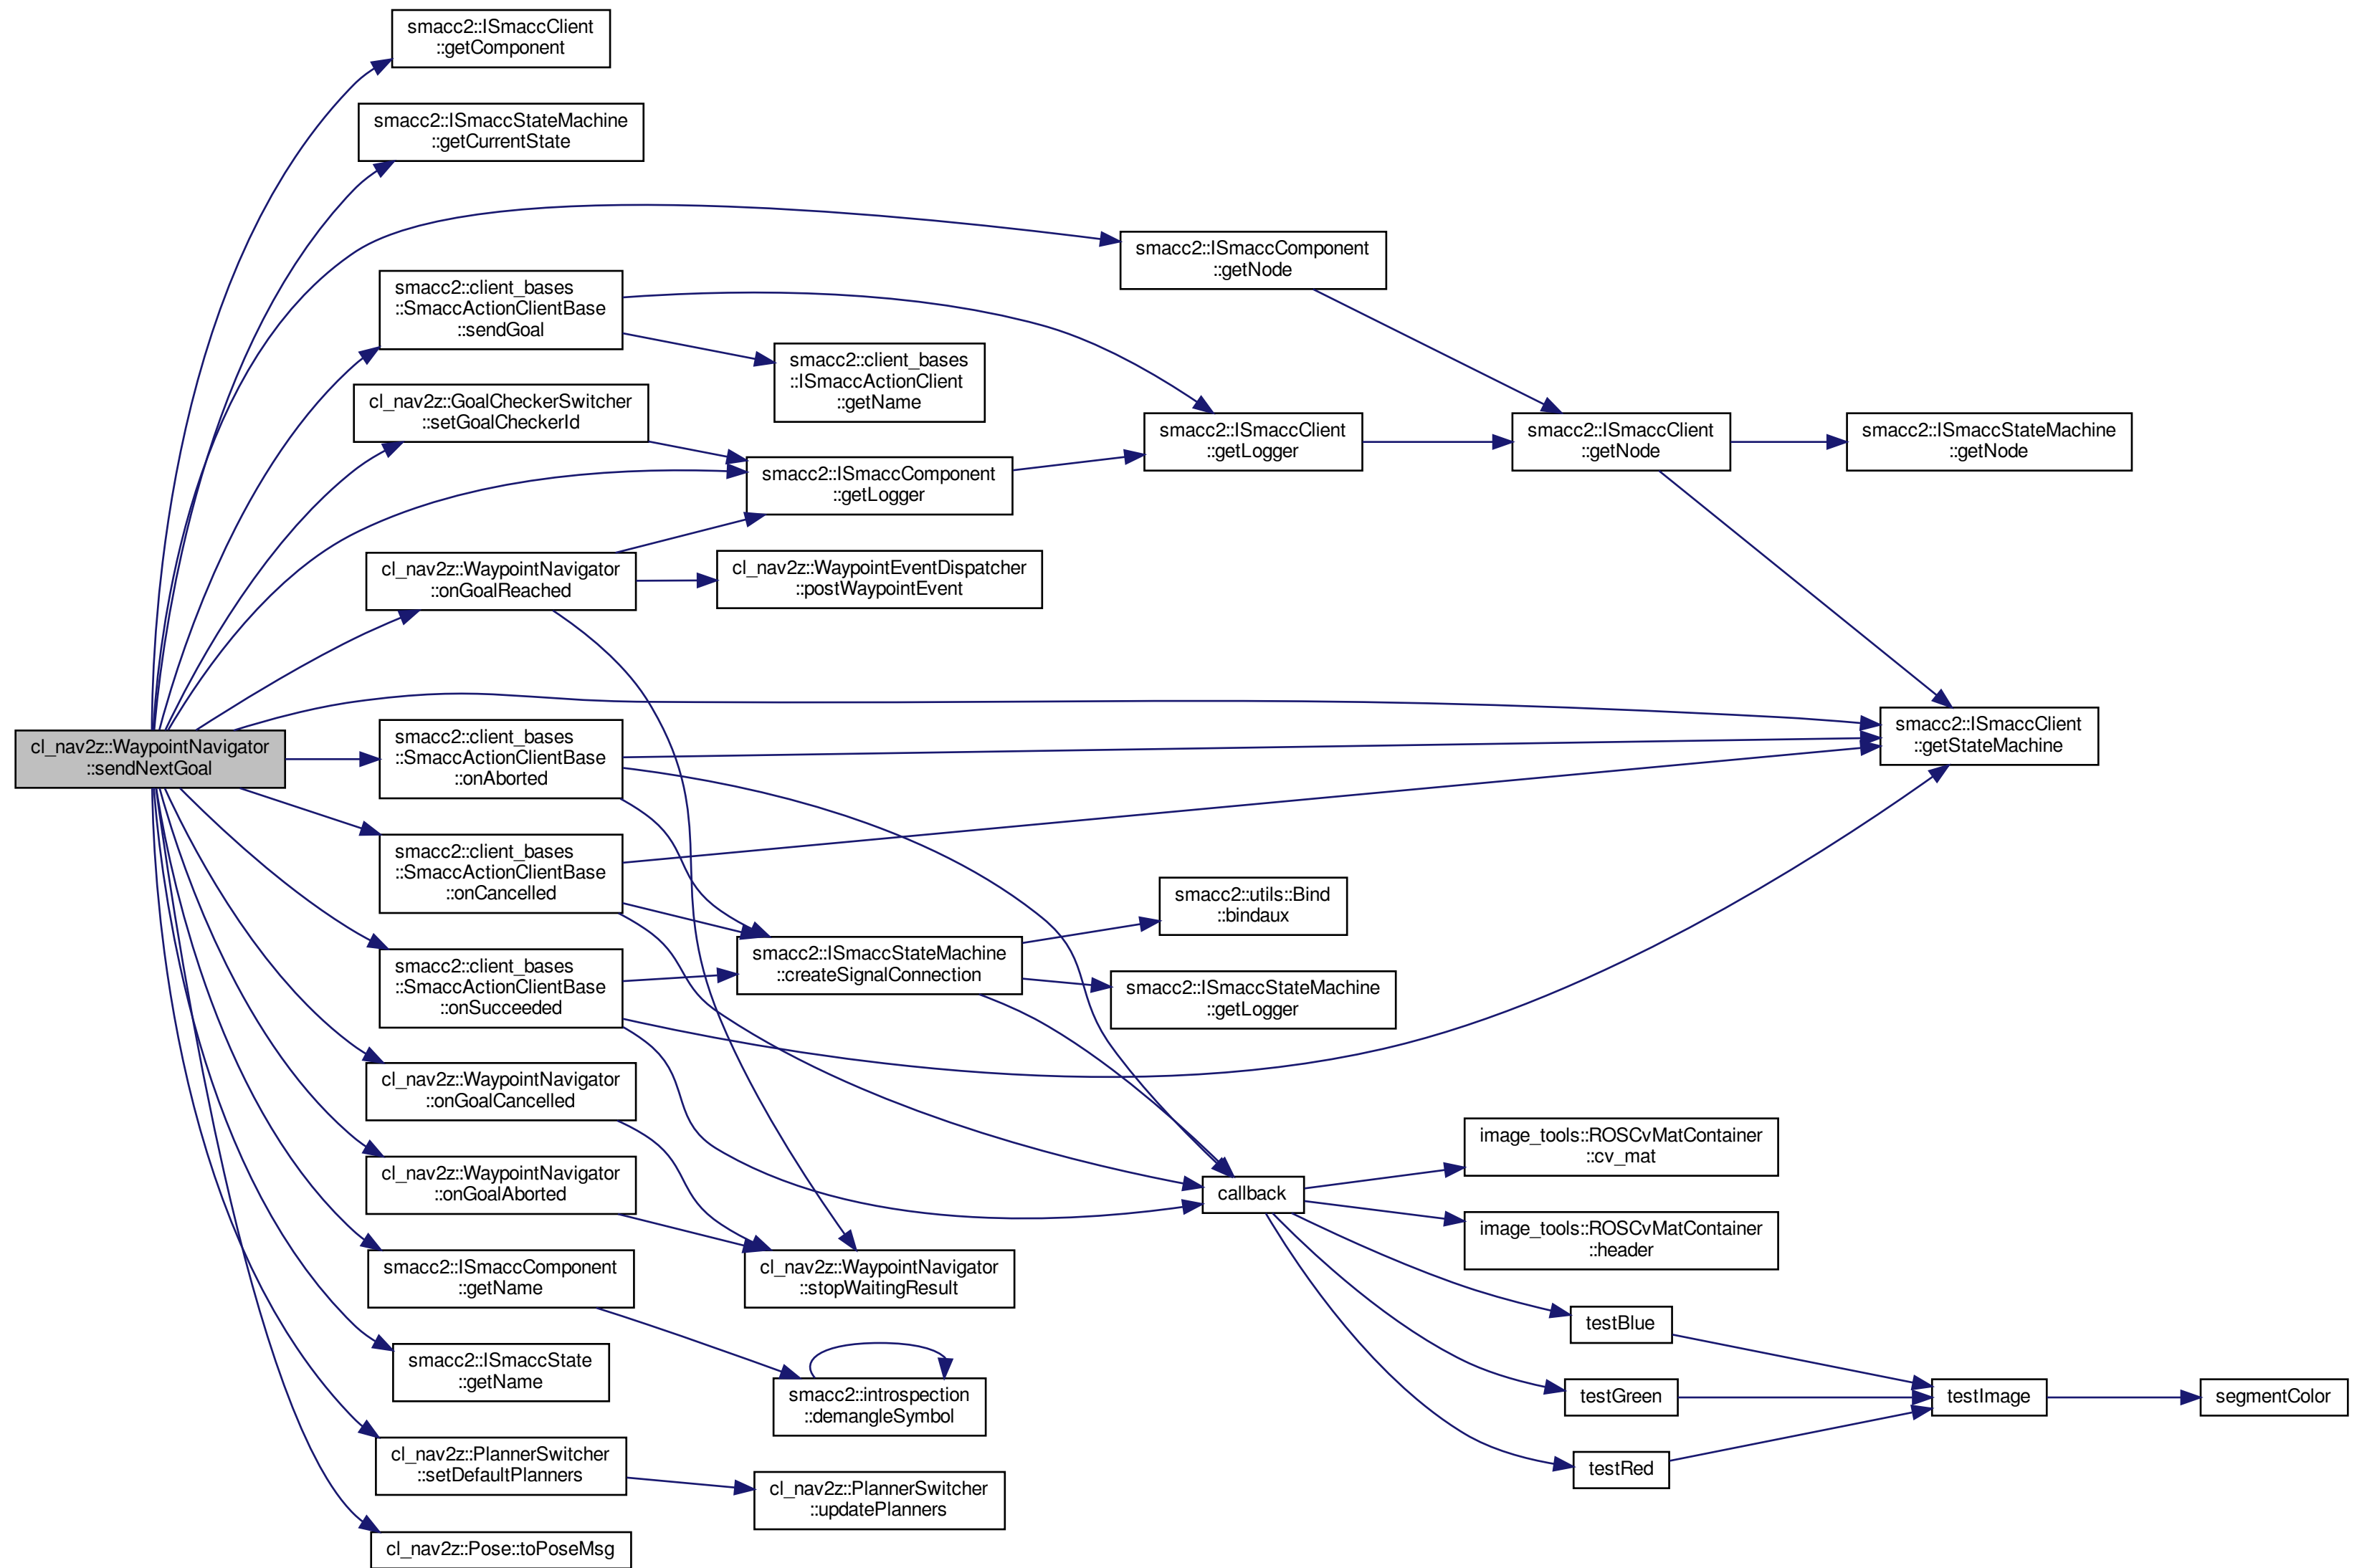 smacc2::ISmaccClient
::getComponent
smacc2::ISmaccStateMachine
::getCurrentState
smacc2::ISmaccComponent
::getNode
smacc2::client_bases
::SmaccActionClientBase
::sendGoal
smacc2::client_bases
::ISmaccActionClient
::getName
cl_nav2z::GoalCheckerSwitcher
::setGoalCheckerId
smacc2::ISmaccClient
::getLogger
smacc2::ISmaccClient
::getNode
smacc2::ISmaccStateMachine
::getNode
smacc2::ISmaccComponent
::getLogger
cl_nav2z::WaypointNavigator
::onGoalReached
cl_nav2z::WaypointEventDispatcher
::postWaypointEvent
cl_nav2z::WaypointNavigator
::sendNextGoal
smacc2::client_bases
::SmaccActionClientBase
::onAborted
smacc2::ISmaccClient
::getStateMachine
smacc2::client_bases
::SmaccActionClientBase
::onCancelled
smacc2::utils::Bind
::bindaux
smacc2::client_bases
::SmaccActionClientBase
::onSucceeded
smacc2::ISmaccStateMachine
::createSignalConnection
smacc2::ISmaccStateMachine
::getLogger
cl_nav2z::WaypointNavigator
::onGoalCancelled
image_tools::ROSCvMatContainer
::cv_mat
cl_nav2z::WaypointNavigator
::onGoalAborted
callback
image_tools::ROSCvMatContainer
::header
smacc2::ISmaccComponent
::getName
cl_nav2z::WaypointNavigator
::stopWaitingResult
testBlue
smacc2::ISmaccState
::getName
smacc2::introspection
::demangleSymbol
testGreen
testImage
segmentColor
cl_nav2z::PlannerSwitcher
::setDefaultPlanners
testRed
cl_nav2z::PlannerSwitcher
::updatePlanners
cl_nav2z::Pose::toPoseMsg